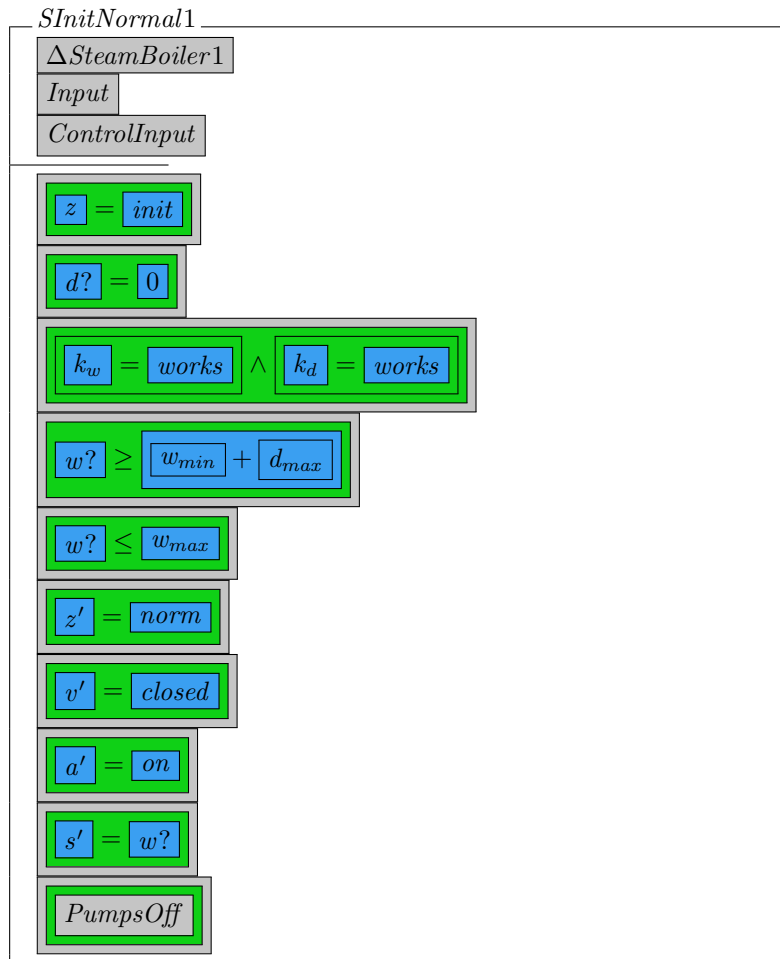 SInitNormal1
ΔSteamBoiler1
Input
ControlInput
z = init
d? = 0
k_w = works ∧ k_d = works
w? ≥ w_min + d_max
w? ≤ w_max
z′ = norm
v′ = closed
a′ = on
s′ = w?
PumpsOff